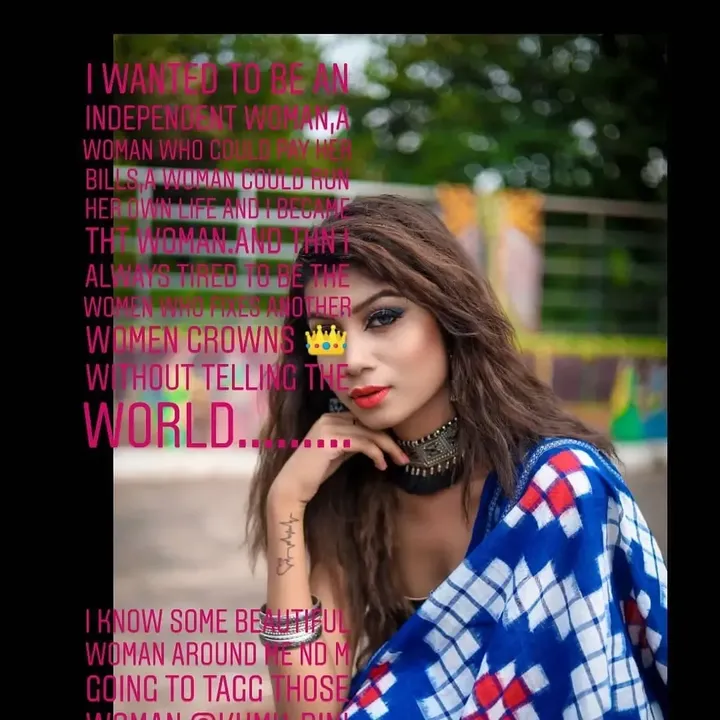 I WANTED TO BE AN
INDEPENDENT WOMAN,A
WOMAN WHO COULD PAY HER
BILLS,A WOMAN COULD RUN
HER OWN LIFE AND I BECAME
THT WOMAN.AND THN I
ALWAYS TIRED TO BE THE
WOMEN WHO FIXES ANOTHER
WOMEN CROWNS 👑
WITHOUT TELLING THE
WORLD.........
I KNOW SOME BEAUTIFUL
WOMAN AROUND ME ND M
GOING TO TAGG THOSE
WOMAN